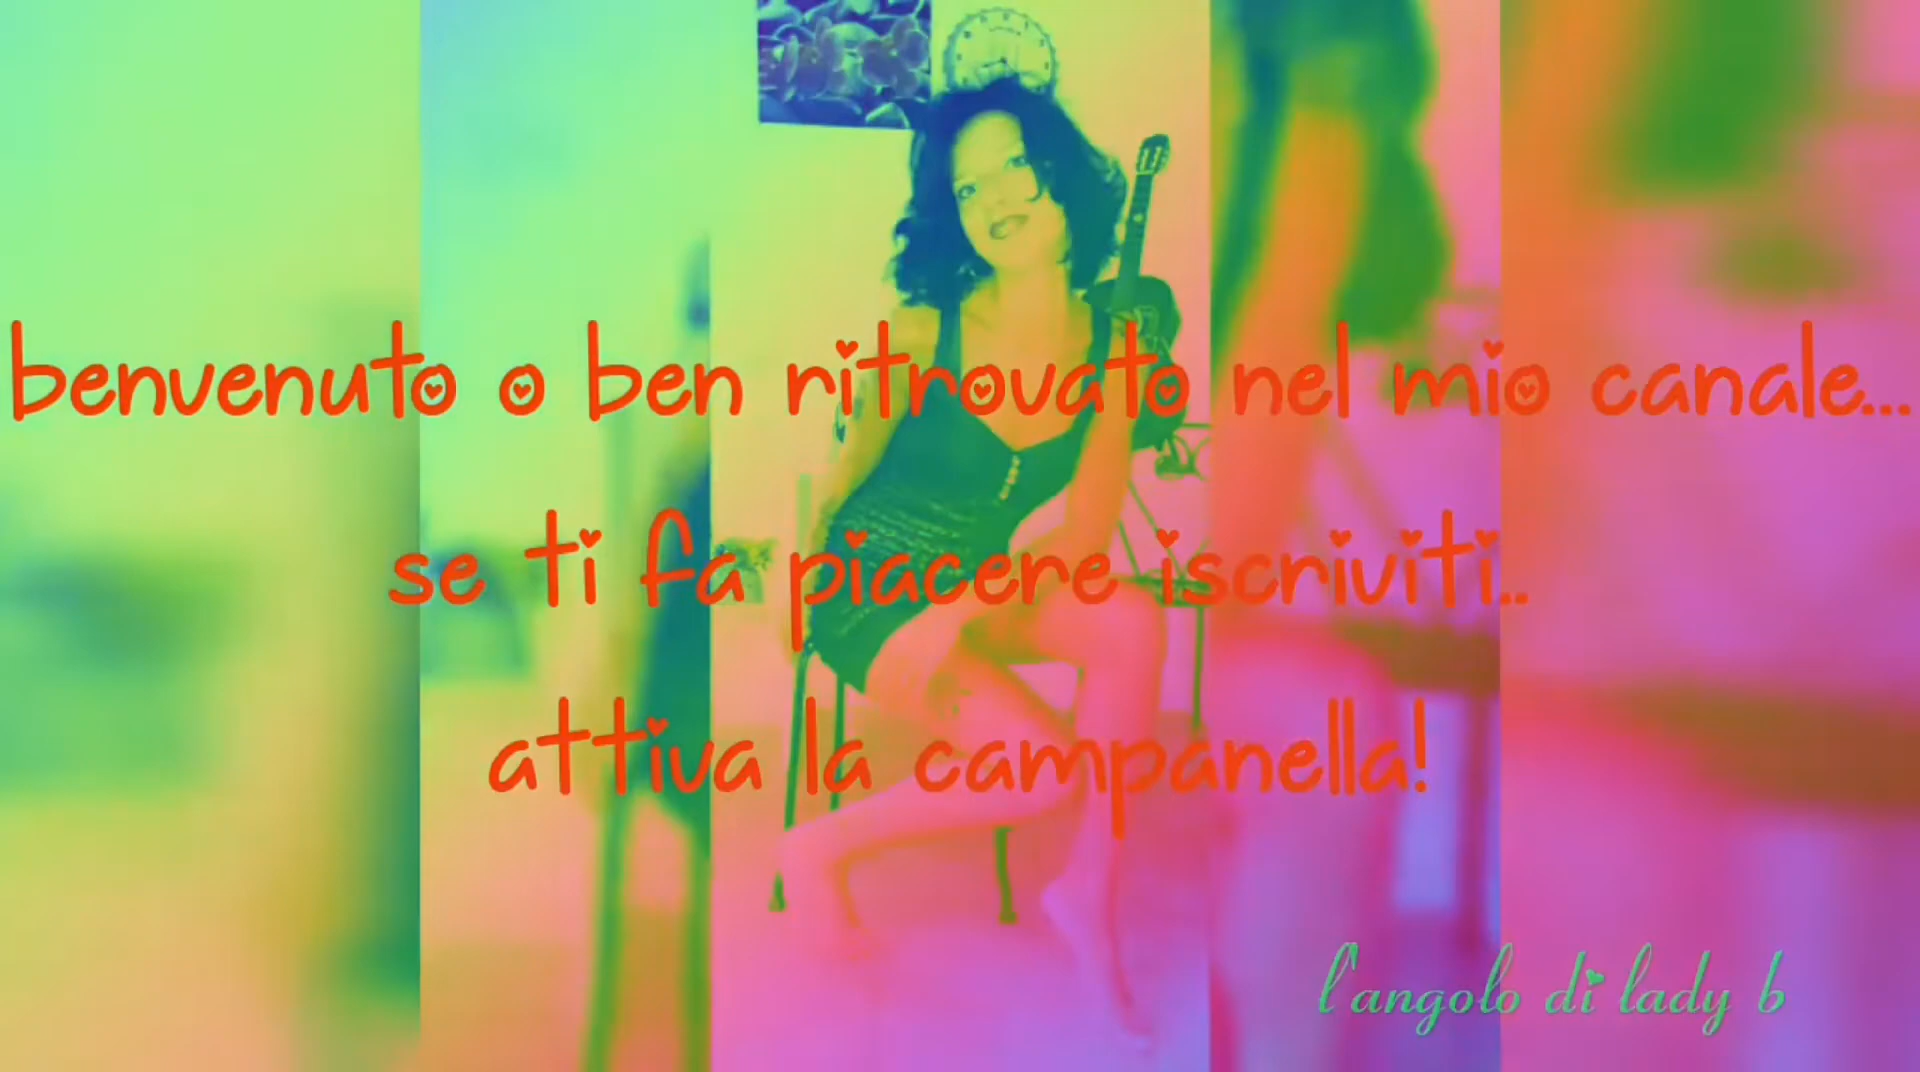 benvenuto o ben ritrovato nel mio canale...
se ti fa piacere iscriviti..
attiva la campanella!
l'angolo di lady b